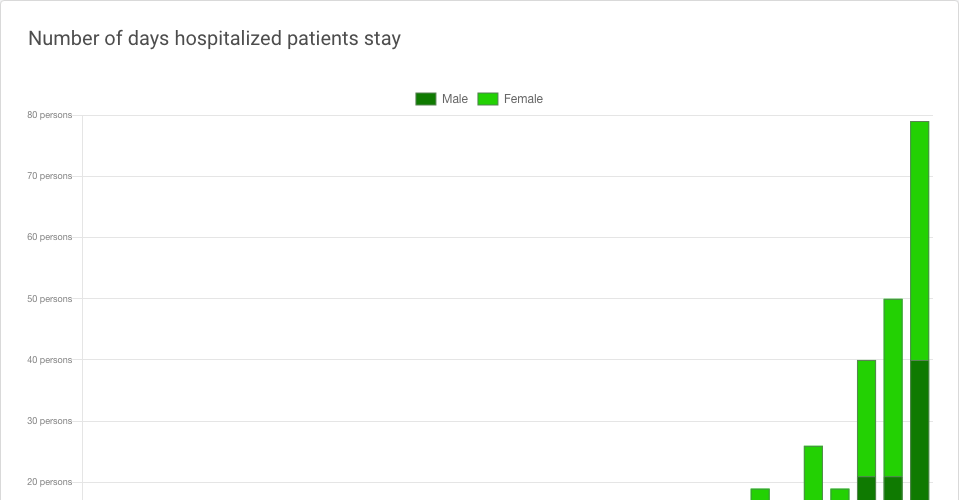 Number of days hospitalized patients stay
Male Female
80 persons
70 persons
60 persons
50 persons
40 persons
30 persons
20 persons